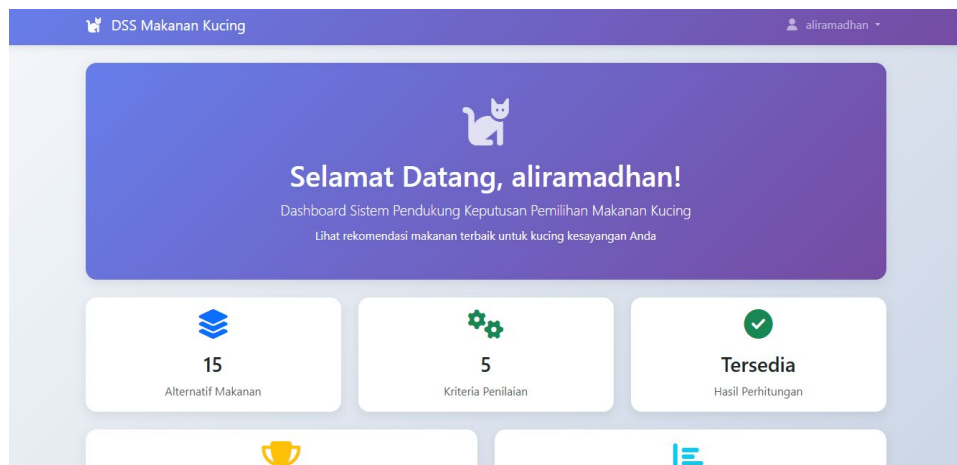 DSS Makanan Kucing
aliramadhan
Selamat Datang, aliramadhan!
Dashboard Sistem Pendukung Keputusan Pemilihan Makanan Kucing
Lihat rekomendasi makanan terbaik untuk kucing kesayangan Anda
15
Alternatif Makanan
5
Kriteria Penilaian
Tersedia
Hasil Perhitungan